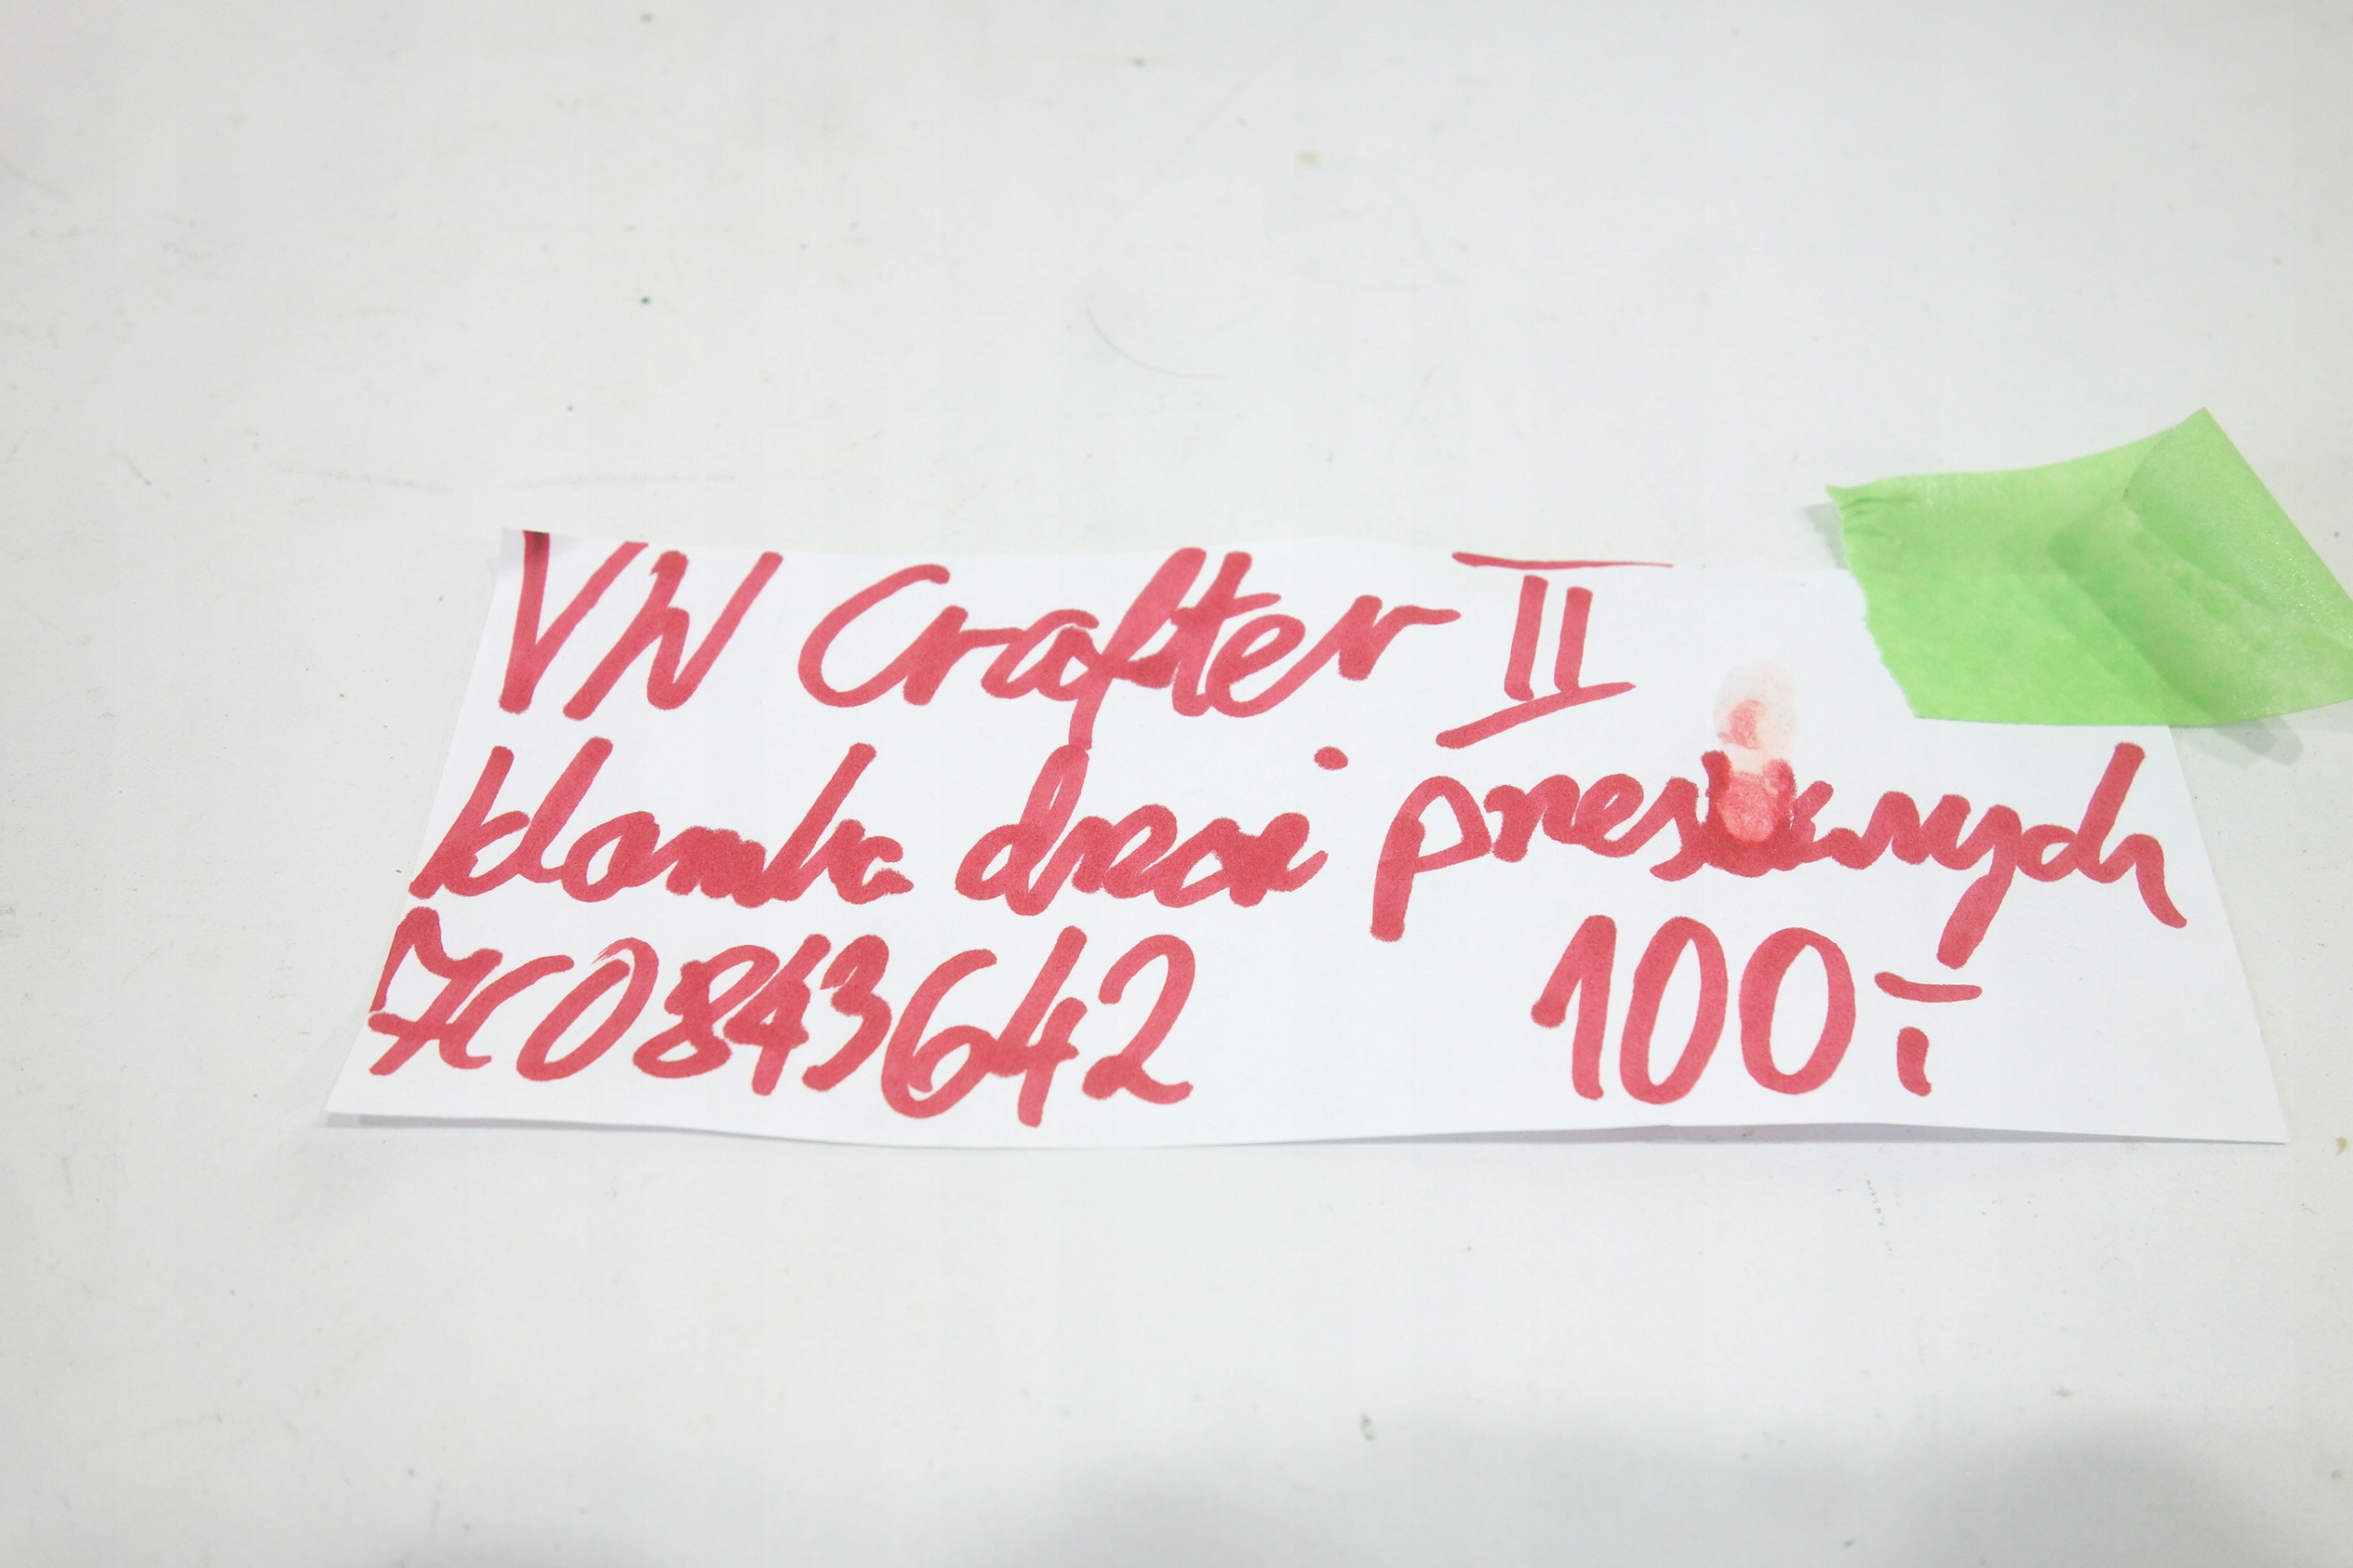 VW Crafter II
klamka drzwi przesuwnych
7C0843642 100,-